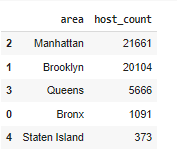 area host_count
2 Manhattan 21661
1 Brooklyn 20104
3 Queens 5666
0 Bronx 1091
4 Staten Island 373